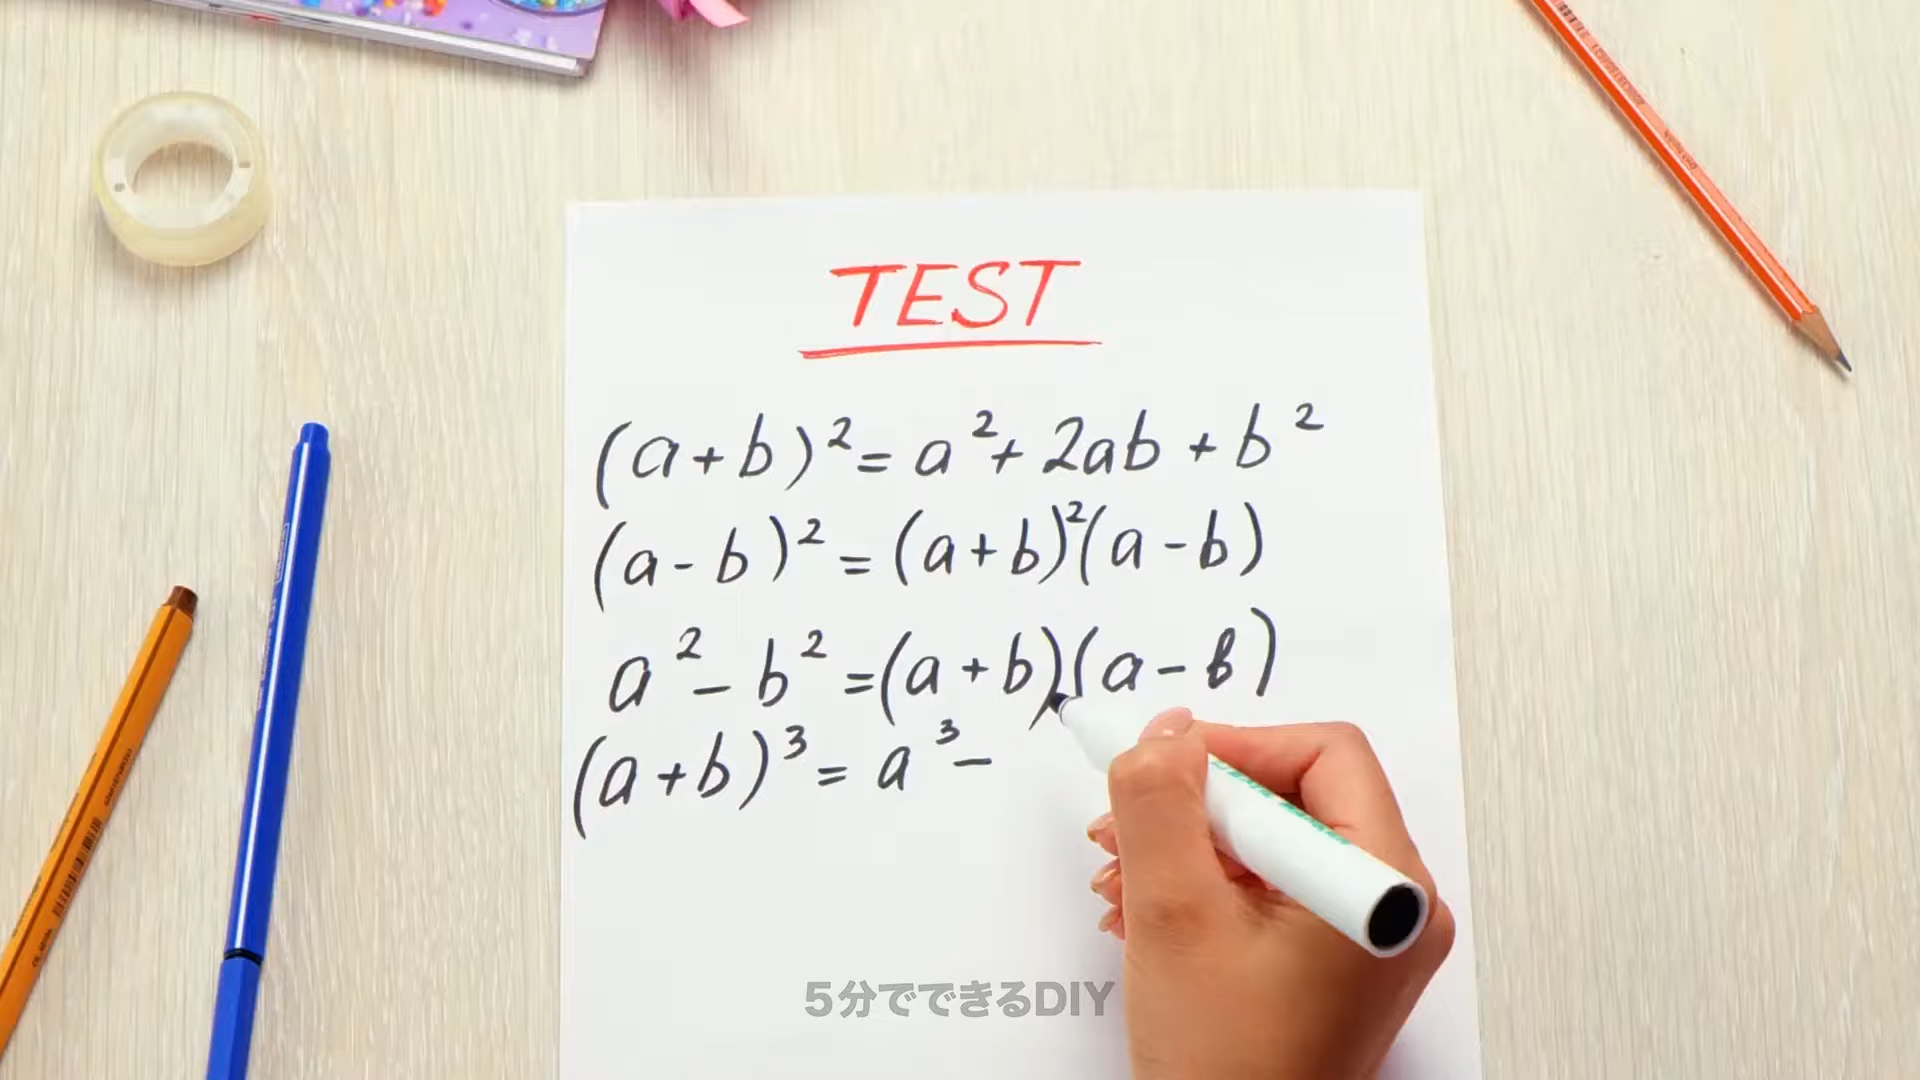 TEST
(a+b)²= a²+ 2ab + b²
(a- b)² = (a+b)²(a-b)
a²- b² =(a+b)(a-b)
(a+b)³= a³-
5分でできるDIY